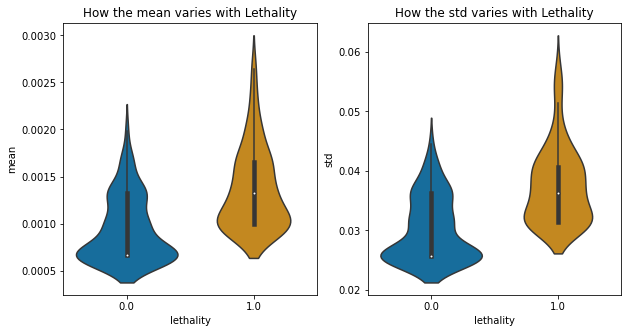 How the mean varies with Lethality
mean
0.0030
0.0025
0.0020
0.0015
0.0010
0.0005
0.0 1.0
lethality
How the std varies with Lethality
std
0.06
0.05
0.04
0.03
0.02
0.0 1.0
lethality